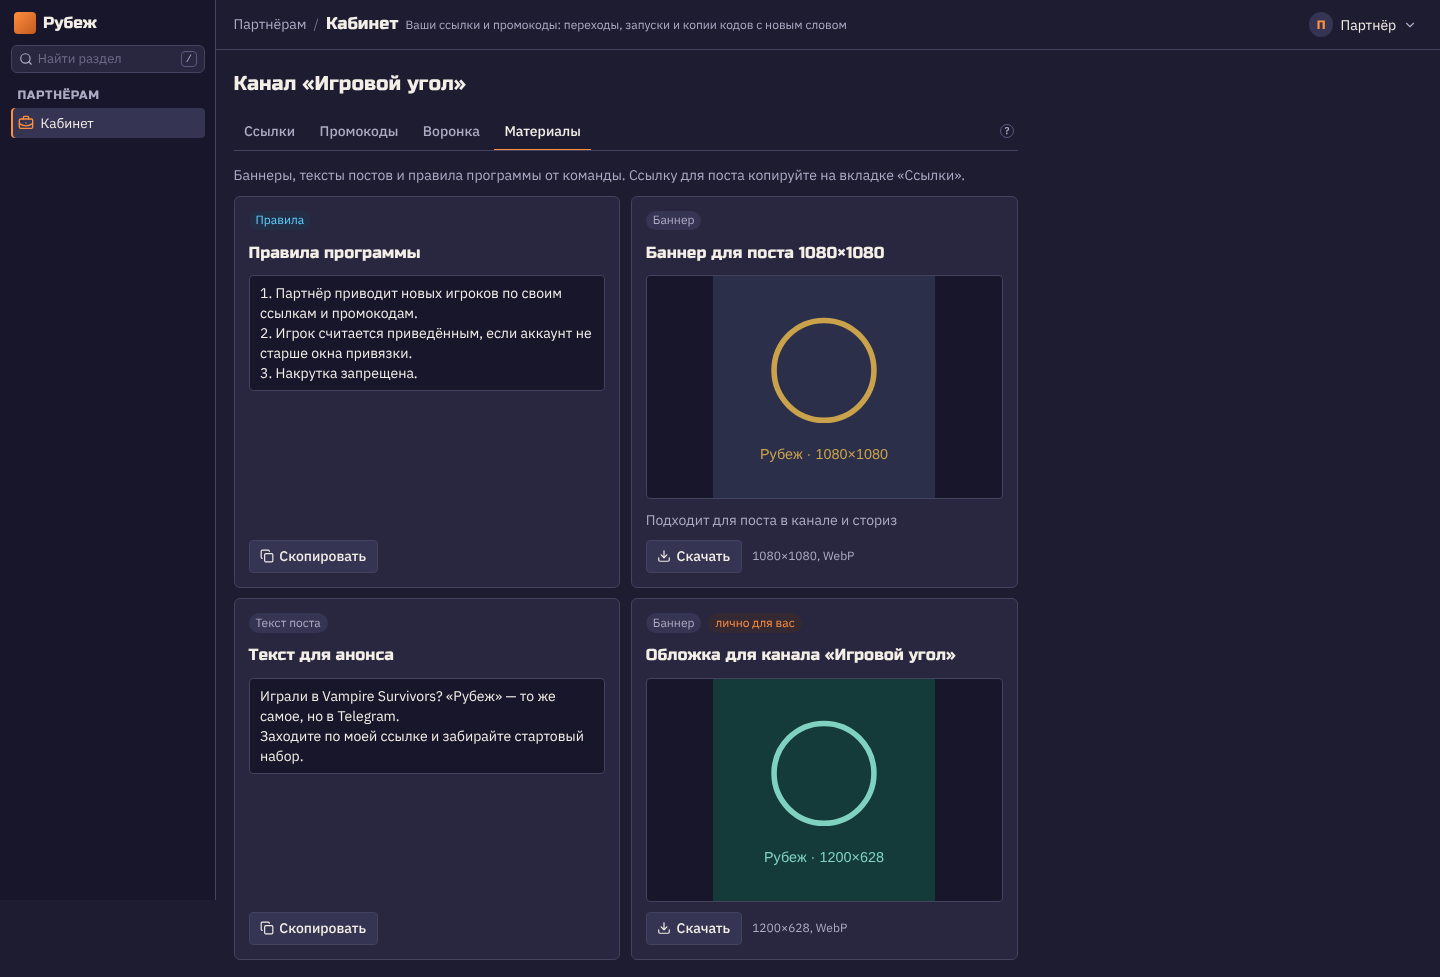 Рубеж
Найти раздел /
ПАРТНЁРАМ
Кабинет
Партнёрам / Кабинет Ваши ссылки и промокоды: переходы, запуски и копии кодов с новым словом
П Партнёр
Канал «Игровой угол»
Ссылки Промокоды Воронка Материалы ?
Баннеры, тексты постов и правила программы от команды. Ссылку для поста копируйте на вкладке «Ссылки».
Правила
Правила программы
1. Партнёр приводит новых игроков по своим
ссылкам и промокодам.
2. Игрок считается приведённым, если аккаунт не
старше окна привязки.
3. Накрутка запрещена.
Скопировать
Баннер
Баннер для поста 1080×1080
Рубеж · 1080×1080
Подходит для поста в канале и сториз
Скачать 1080×1080, WebP
Текст поста
Текст для анонса
Играли в Vampire Survivors? «Рубеж» — то же
самое, но в Telegram.
Заходите по моей ссылке и забирайте стартовый
набор.
Скопировать
Баннер лично для вас
Обложка для канала «Игровой угол»
Рубеж · 1200×628
Скачать 1200×628, WebP